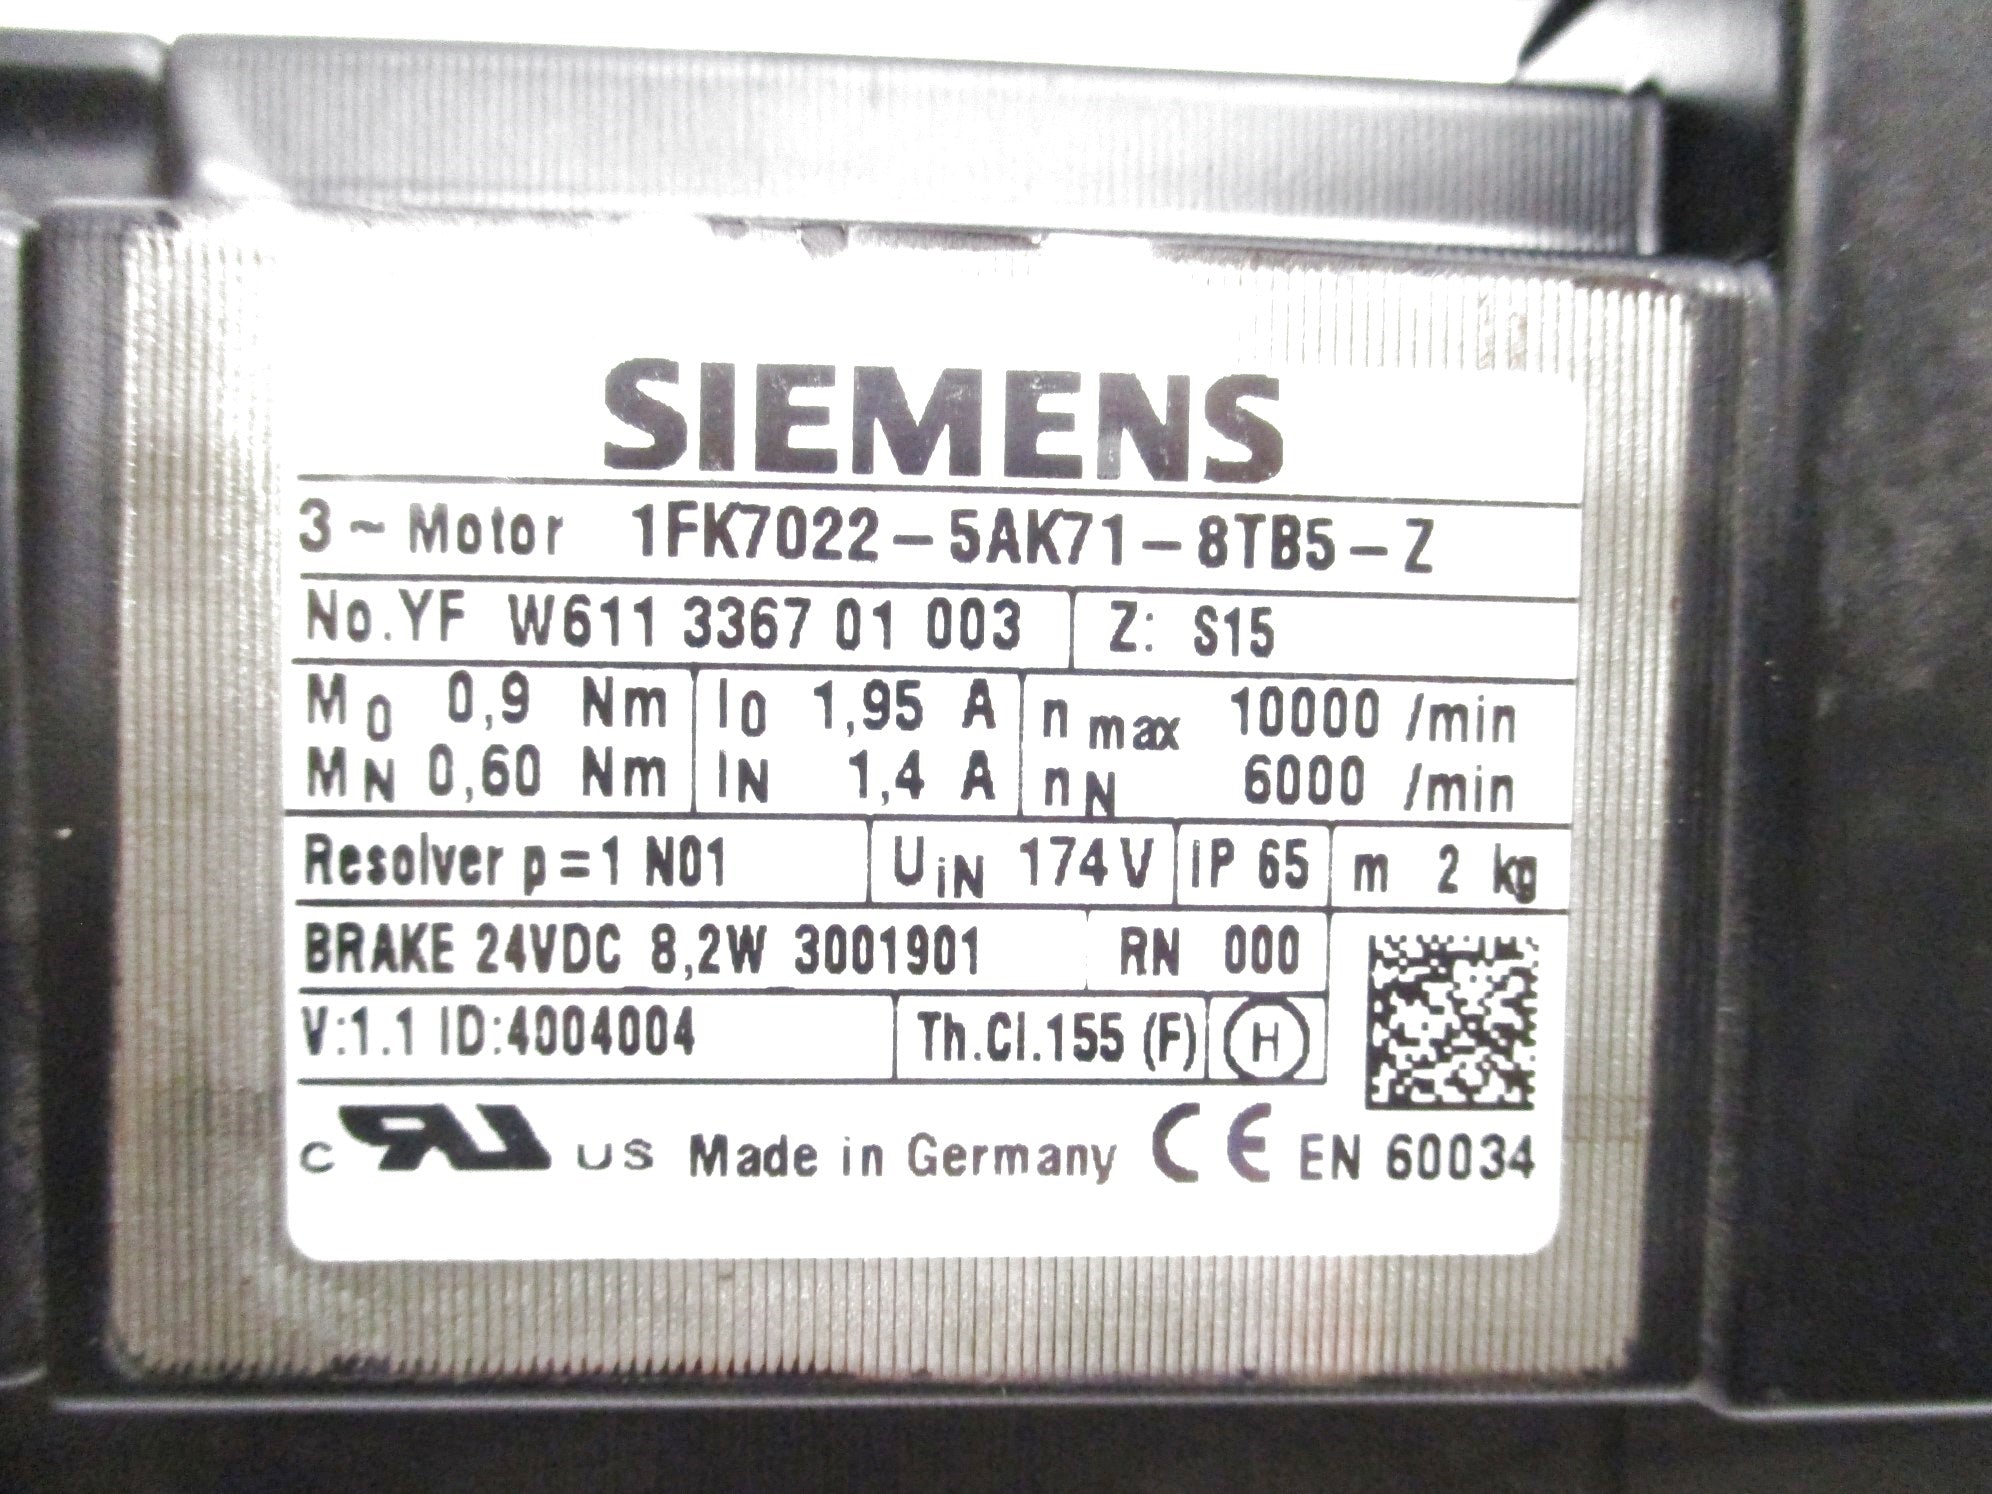 SIEMENS
3 ~ Motor 1FK7022-5AK71-8TB5-Z
No.YF W611 3367 01 003 Z: S15
M0 0,9 Nm I0 1,95 A n max 10000 /min
MN 0,60 Nm IN 1,4 A nN 6000 /min
Resolver p=1 N01 UiN 174V IP 65 m 2 kg
BRAKE 24VDC 8,2W 3001901 RN 000
V:1.1 ID:4004004 Th.Cl.155 (F) H
c RU US Made in Germany CE EN 60034